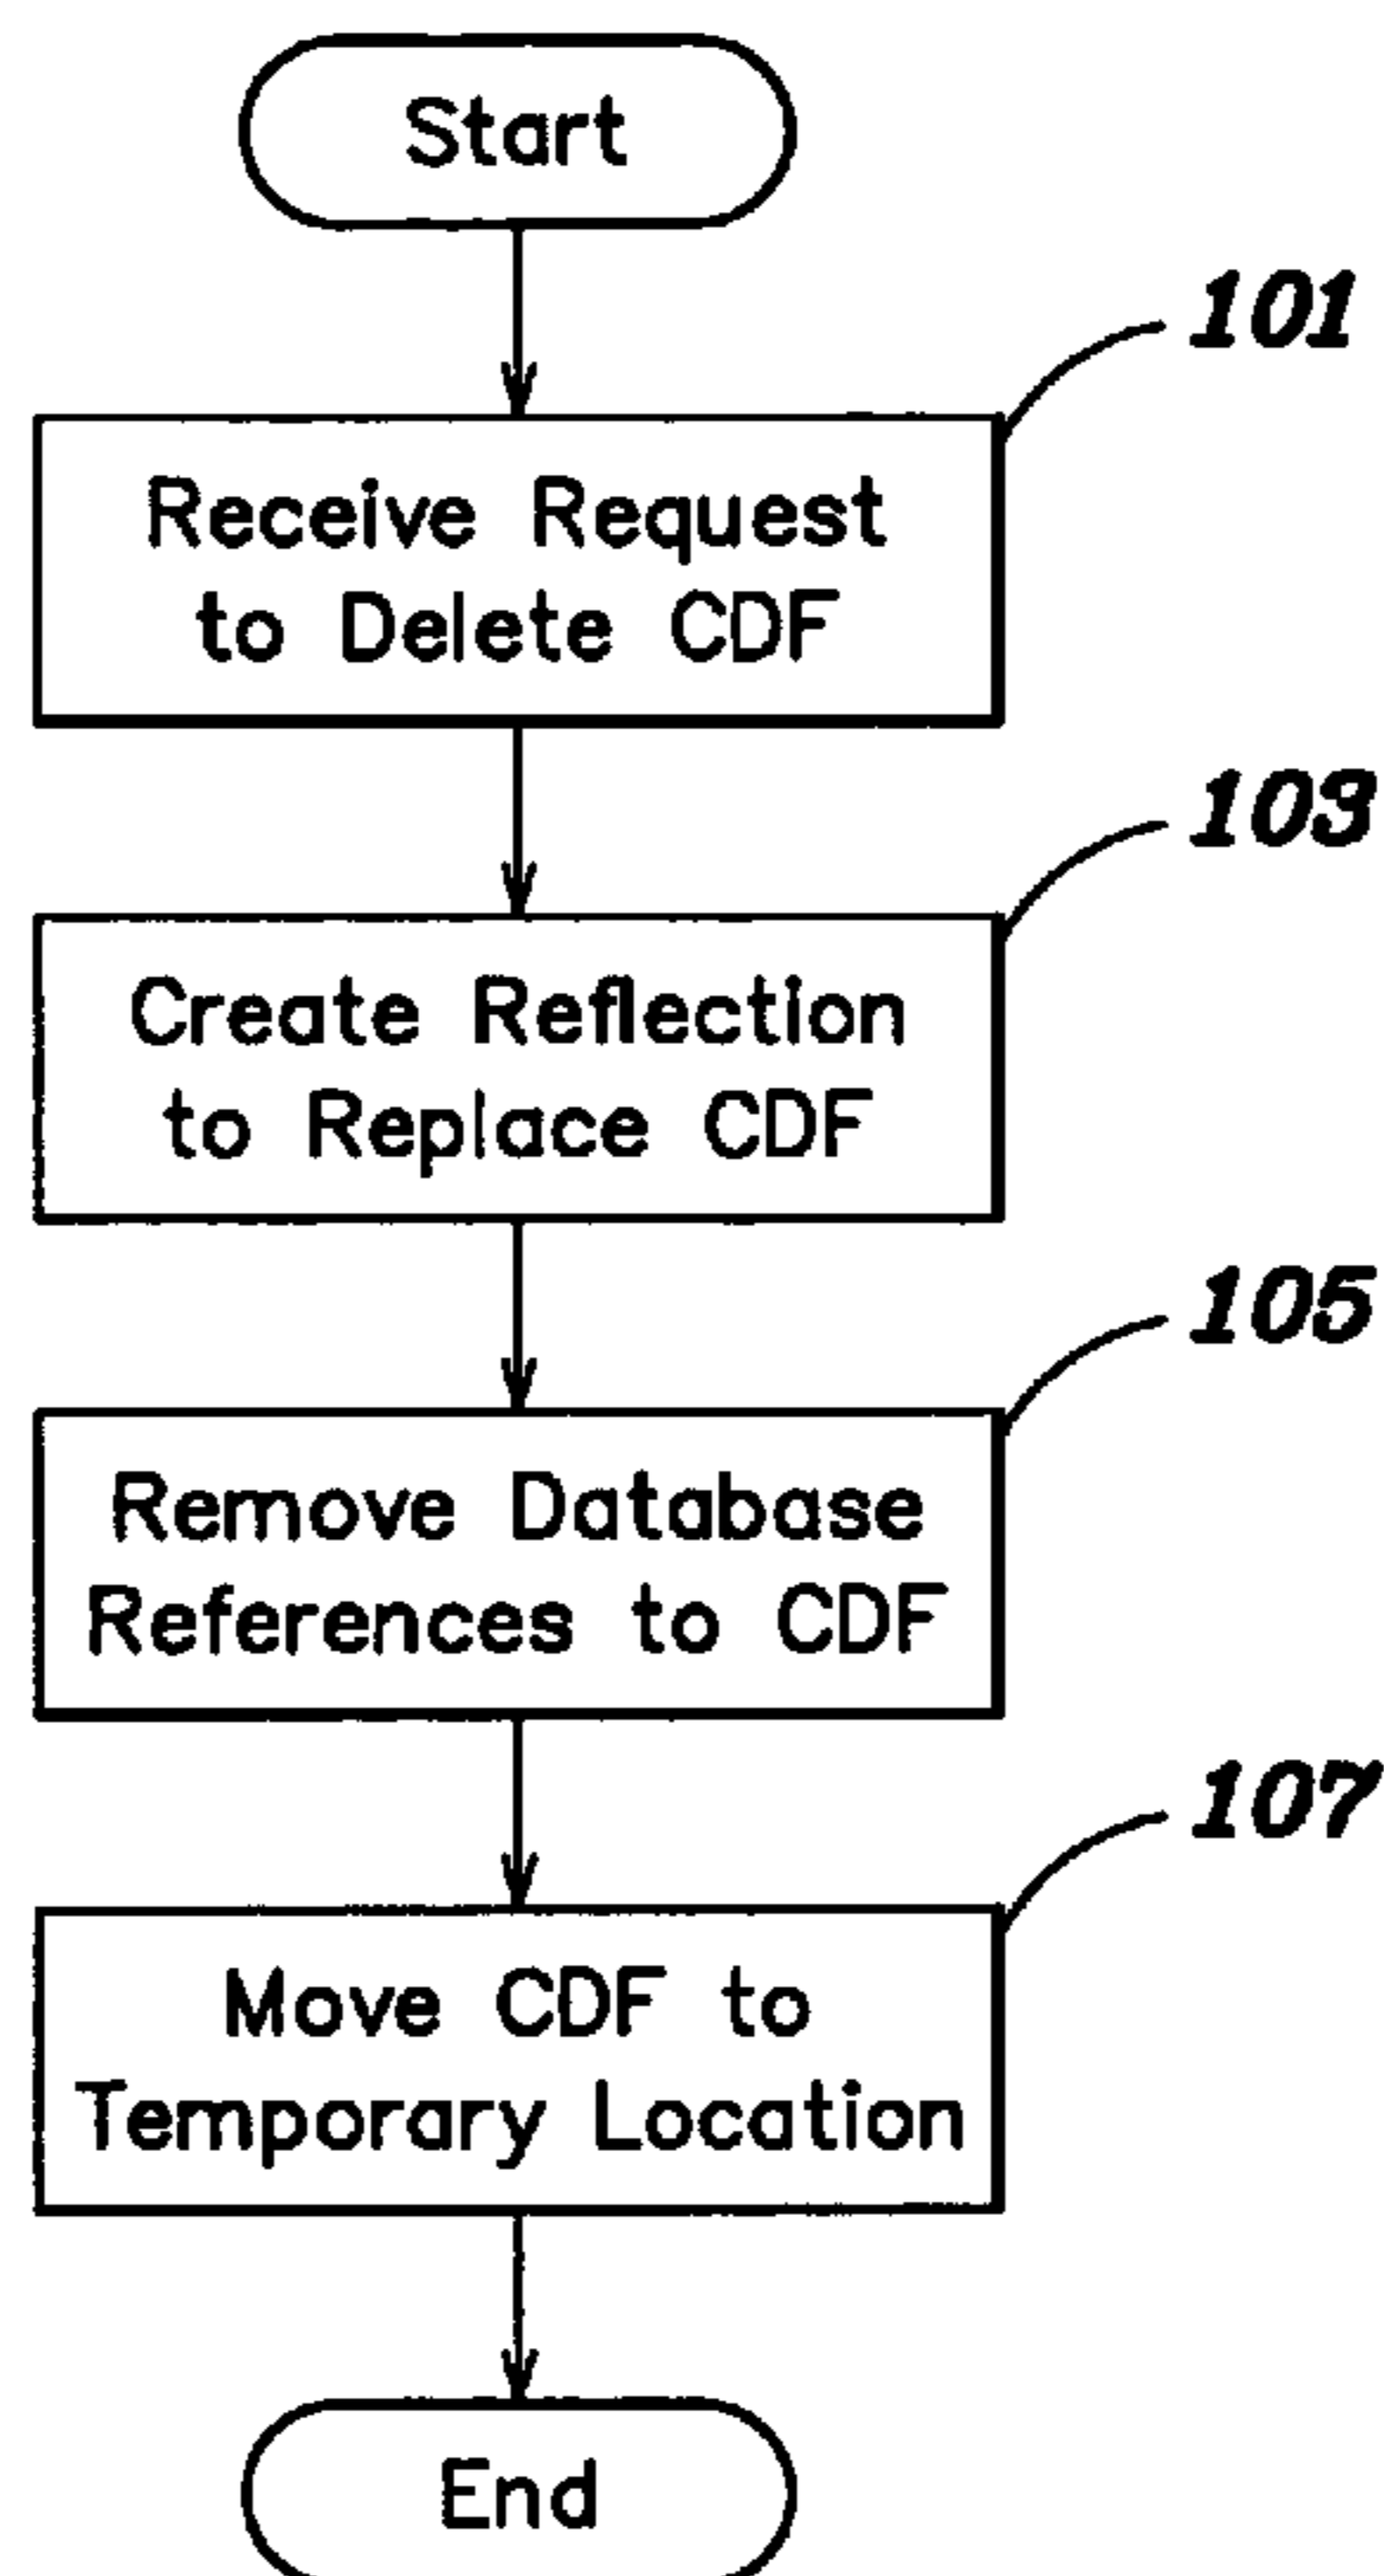 Start
101
Receive Request
to Delete CDF
103
Create Reflection
to Replace CDF
105
Remove Database
References to CDF
107
Move CDF to
Temporary Location
End